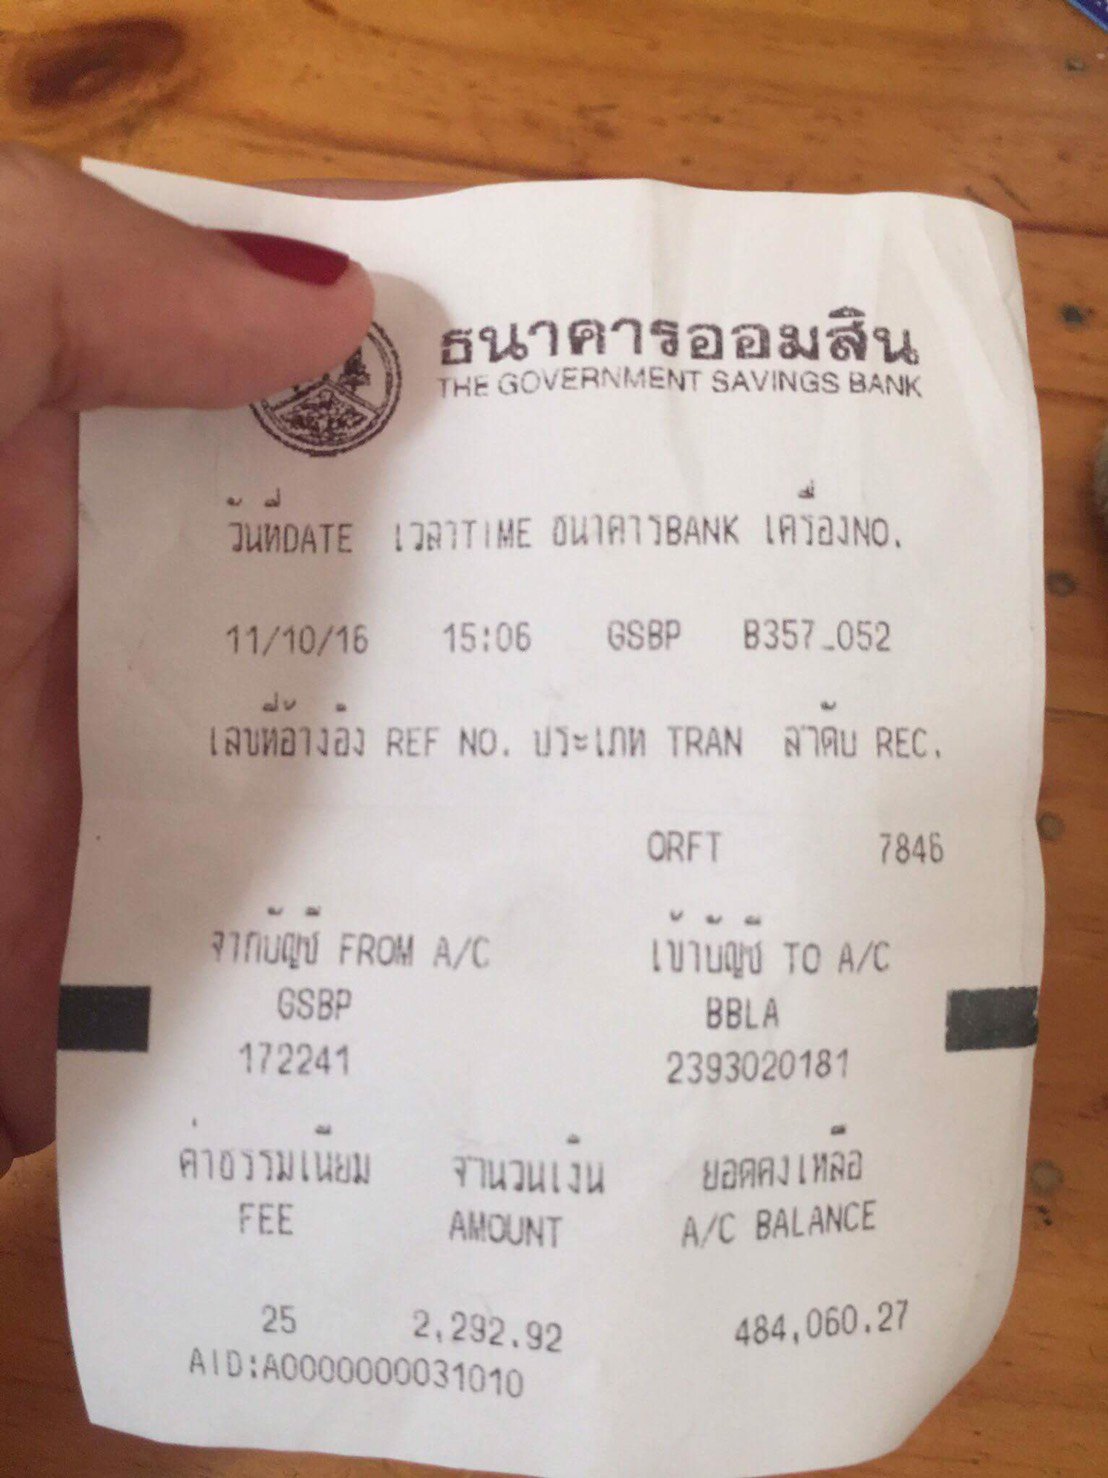 ธนาคารออมสิน
THE GOVERNMENT SAVINGS BANK
วันที่DATE เวลาTIME ธนาคารBANK เครื่องNO.
11/10/16 15:06 GSBP B357_052
เลขที่อ้างอิง REF NO. ประเภท TRAN ลำดับ REC.
ORFT 7846
จากบัญชี FROM A/C เข้าบัญชี TO A/C
GSBP BBLA
172241 2393020181
ค่าธรรมเนียม จำนวนเงิน ยอดคงเหลือ
FEE AMOUNT A/C BALANCE
25 2,292.92 484,060.27
AID:A0000000031010